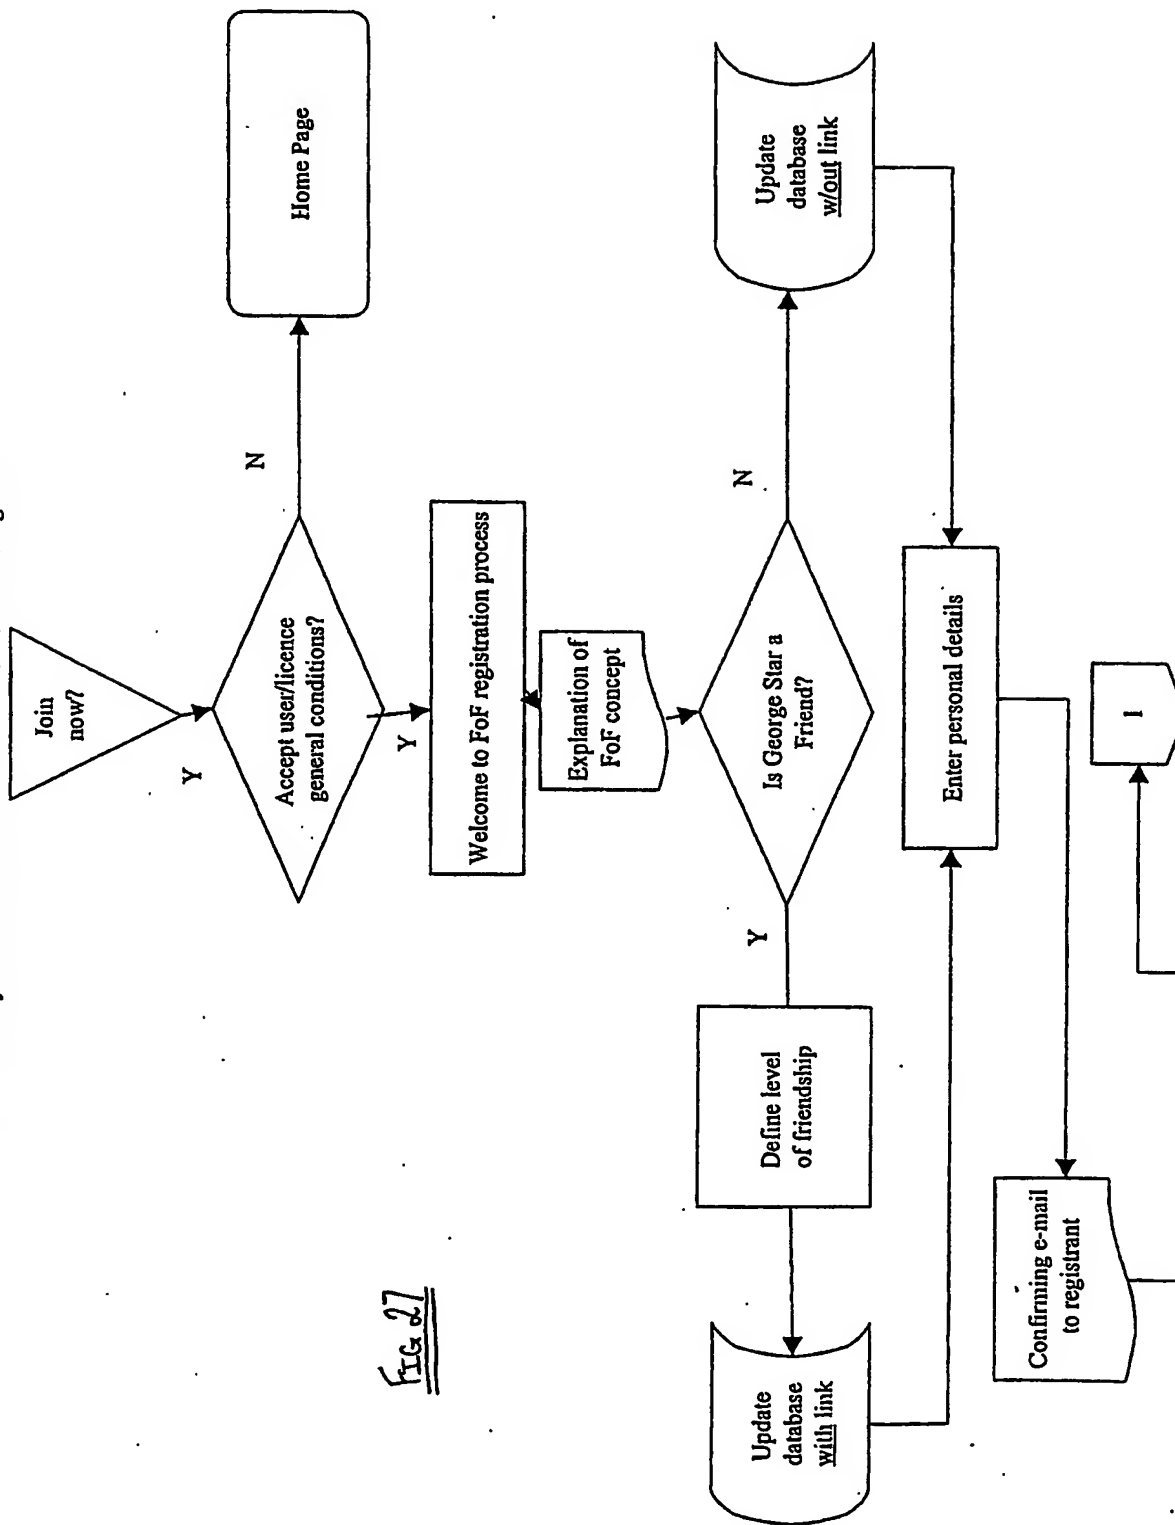 Join
now?
Y
Accept user/licence
general conditions?
N
Home Page
Y
Welcome to FoF registration process
Explanation of
FoF concept
Is George Star a
Friend?
Y
N
Define level
of friendship
Update
database
with link
Update
database
w/out link
Enter personal details
Confirming e-mail
to registrant
1
FIG 27